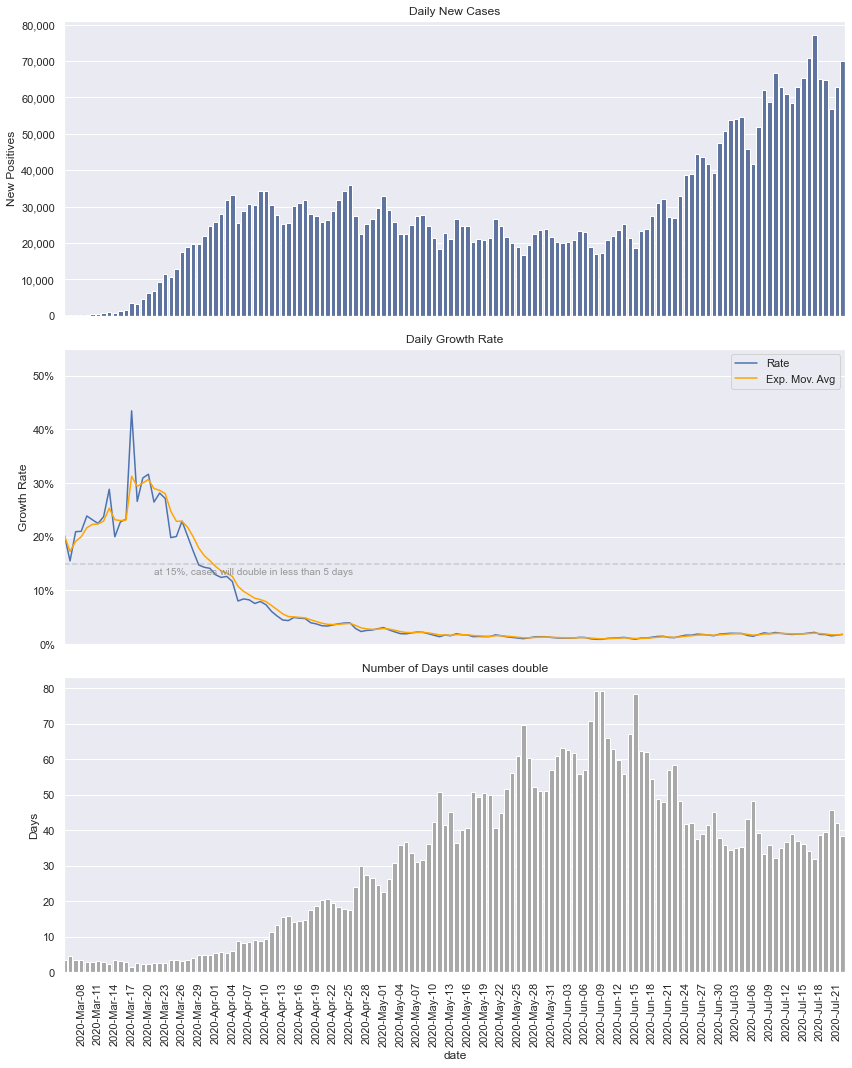 Daily New Cases
80,000
70,000
60,000
50,000
40,000
30,000
20,000
10,000
0
New Positives
Daily Growth Rate
Rate
Exp. Mov. Avg
50%
40%
30%
20%
10%
0%
Growth Rate
at 15%, cases will double in less than 5 days
Number of Days until cases double
80
70
60
50
40
30
20
10
0
Days
2020-Mar-08
2020-Mar-11
2020-Mar-14
2020-Mar-17
2020-Mar-20
2020-Mar-23
2020-Mar-26
2020-Mar-29
2020-Apr-01
2020-Apr-04
2020-Apr-07
2020-Apr-10
2020-Apr-13
2020-Apr-16
2020-Apr-19
2020-Apr-22
2020-Apr-25
2020-Apr-28
2020-May-01
2020-May-04
2020-May-07
2020-May-10
2020-May-13
2020-May-16
2020-May-19
2020-May-22
2020-May-25
2020-May-28
2020-May-31
2020-Jun-03
2020-Jun-06
2020-Jun-09
2020-Jun-12
2020-Jun-15
2020-Jun-18
2020-Jun-21
2020-Jun-24
2020-Jun-27
2020-Jun-30
2020-Jul-03
2020-Jul-06
2020-Jul-09
2020-Jul-12
2020-Jul-15
2020-Jul-18
2020-Jul-21
date